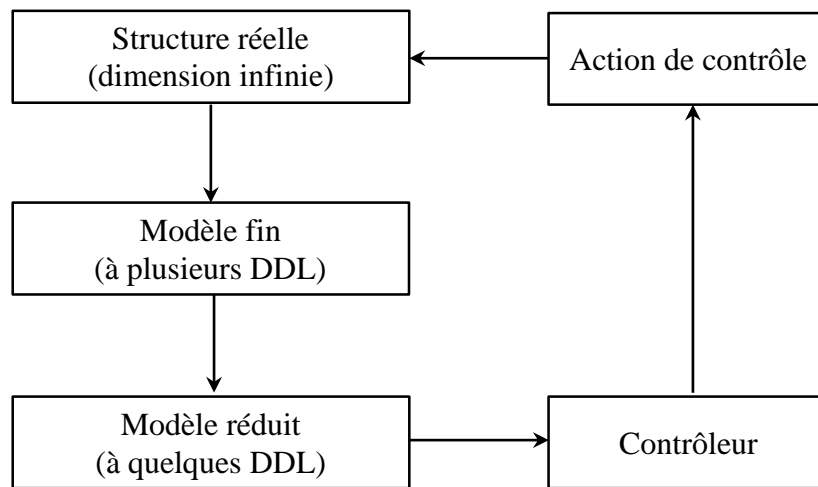 Structure réelle
(dimension infinie)
Action de contrôle
Modèle fin
(à plusieurs DDL)
Modèle réduit
(à quelques DDL)
Contrôleur